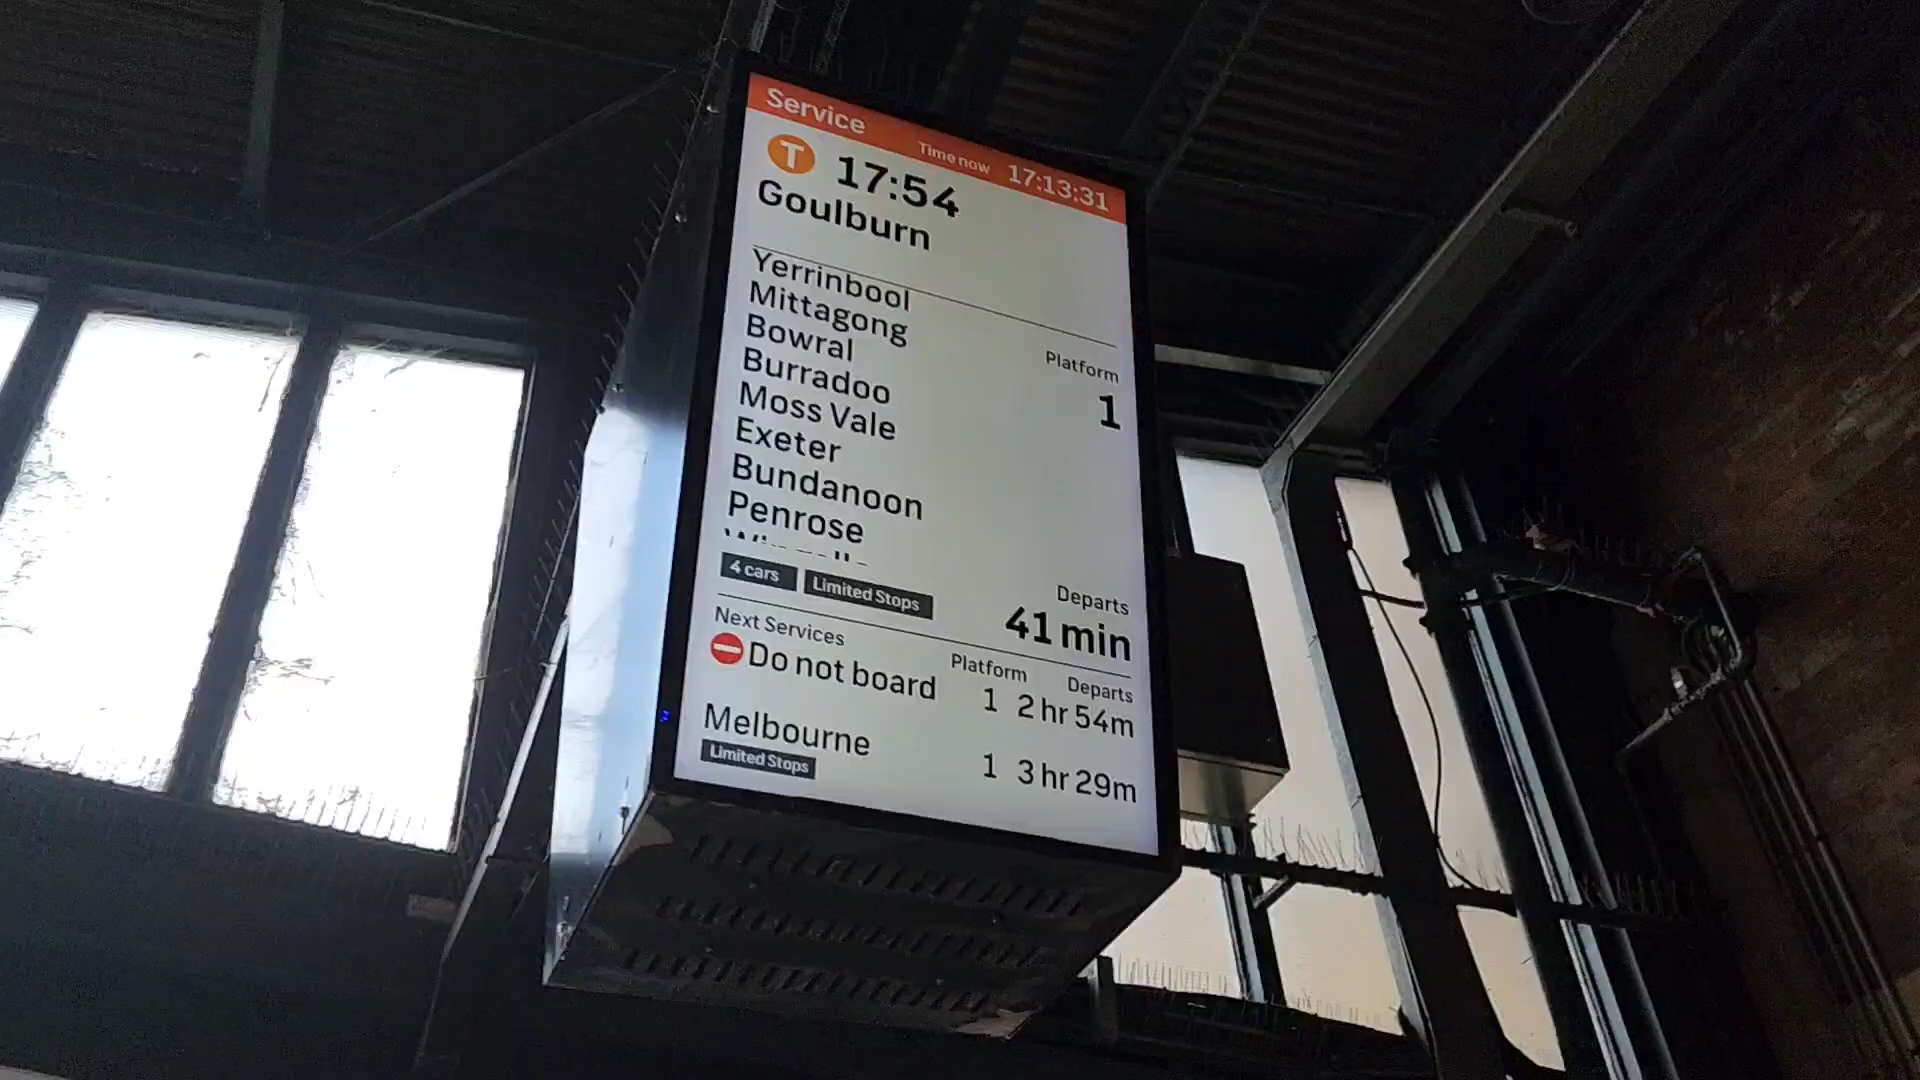 Service
Time now 17:13:31
T 17:54
Goulburn
Yerrinbool
Mittagong
Bowral
Burradoo
Moss Vale
Exeter
Bundanoon
Penrose
Platform
1
4 cars Limited Stops
Departs
41 min
Next Services Platform Departs
Do not board 1 2 hr 54m
Melbourne 1 3 hr 29m
Limited Stops